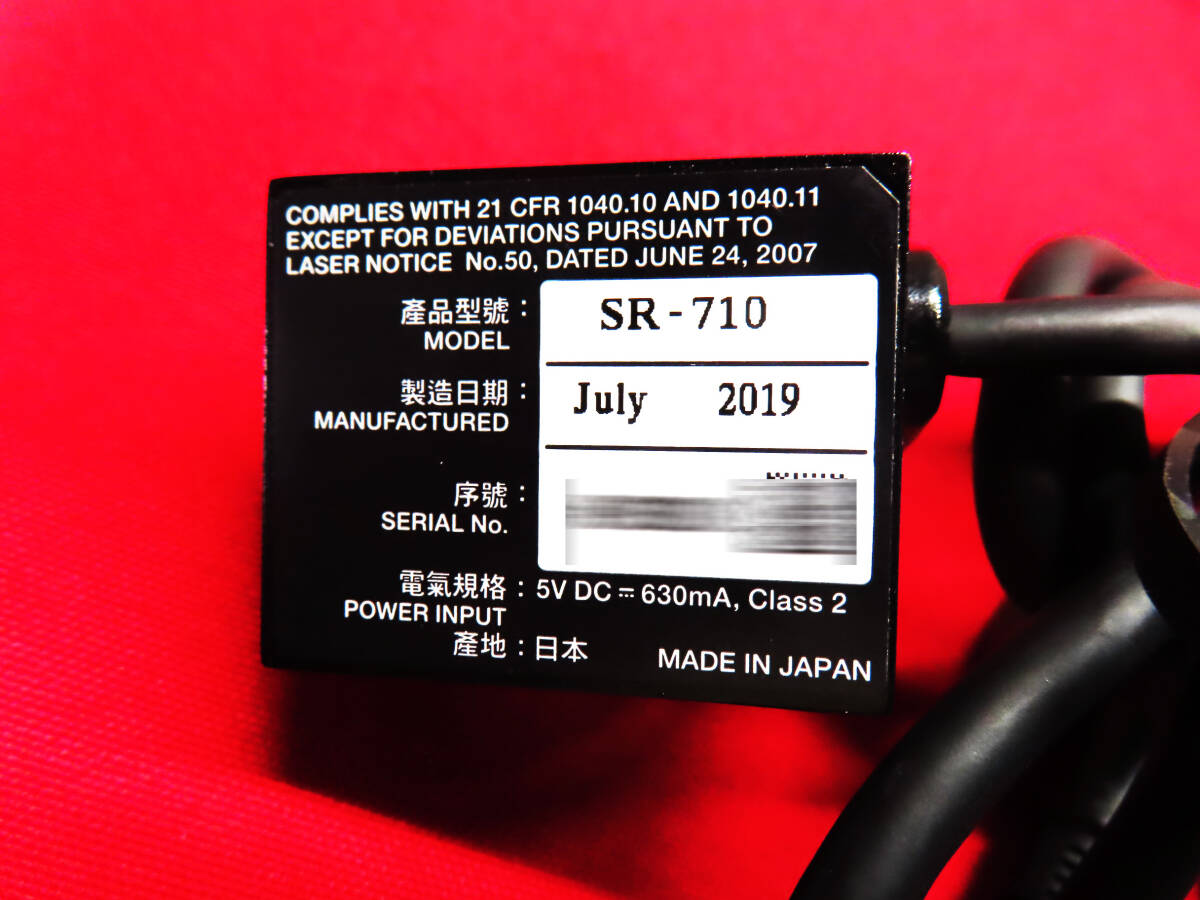 COMPLIES WITH 21 CFR 1040.10 AND 1040.11
EXCEPT FOR DEVIATIONS PURSUANT TO
LASER NOTICE No.50, DATED JUNE 24, 2007
產品型號： SR-710
MODEL
製造日期： July 2019
MANUFACTURED
序號：
SERIAL No.
電氣規格：5V DC ⎓ 630mA, Class 2
POWER INPUT
產地：日本 MADE IN JAPAN